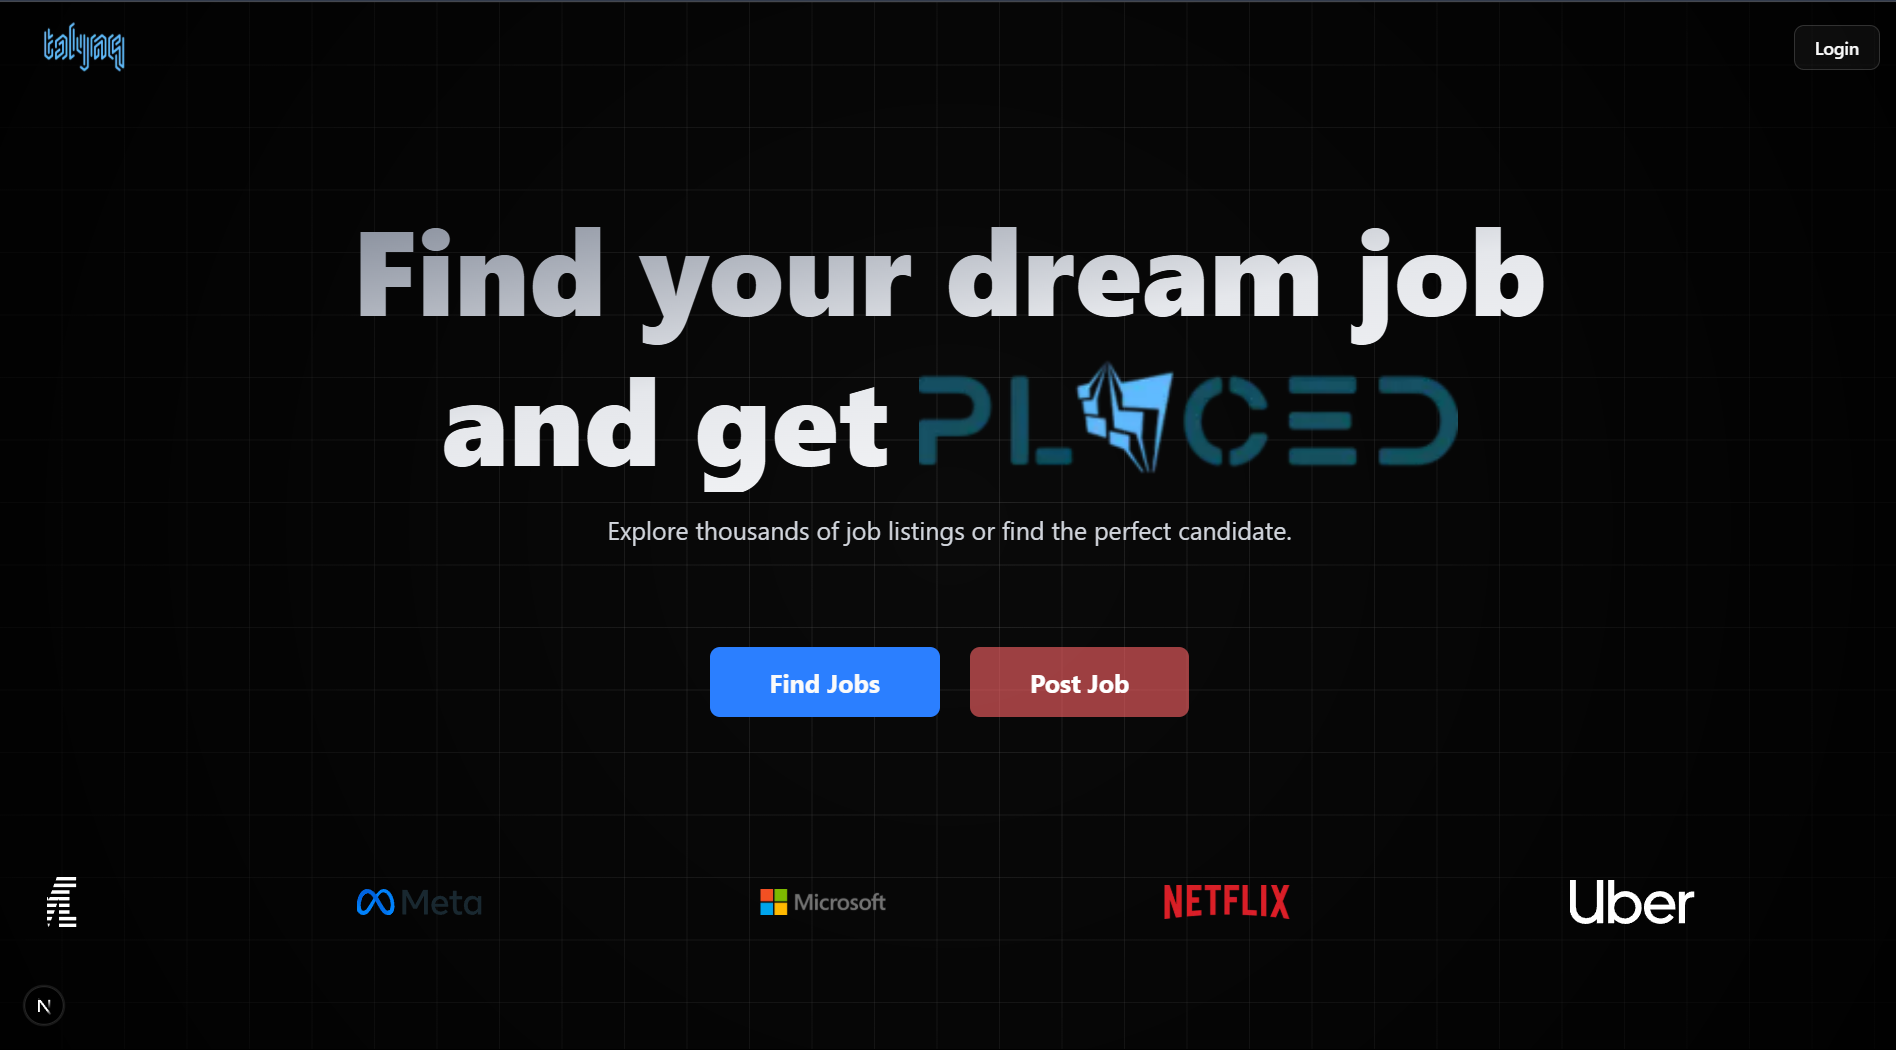 talyaq
Login
Find your dream job
and get PLACED
Explore thousands of job listings or find the perfect candidate.
Find Jobs
Post Job
Meta
Microsoft
NETFLIX
Uber
N